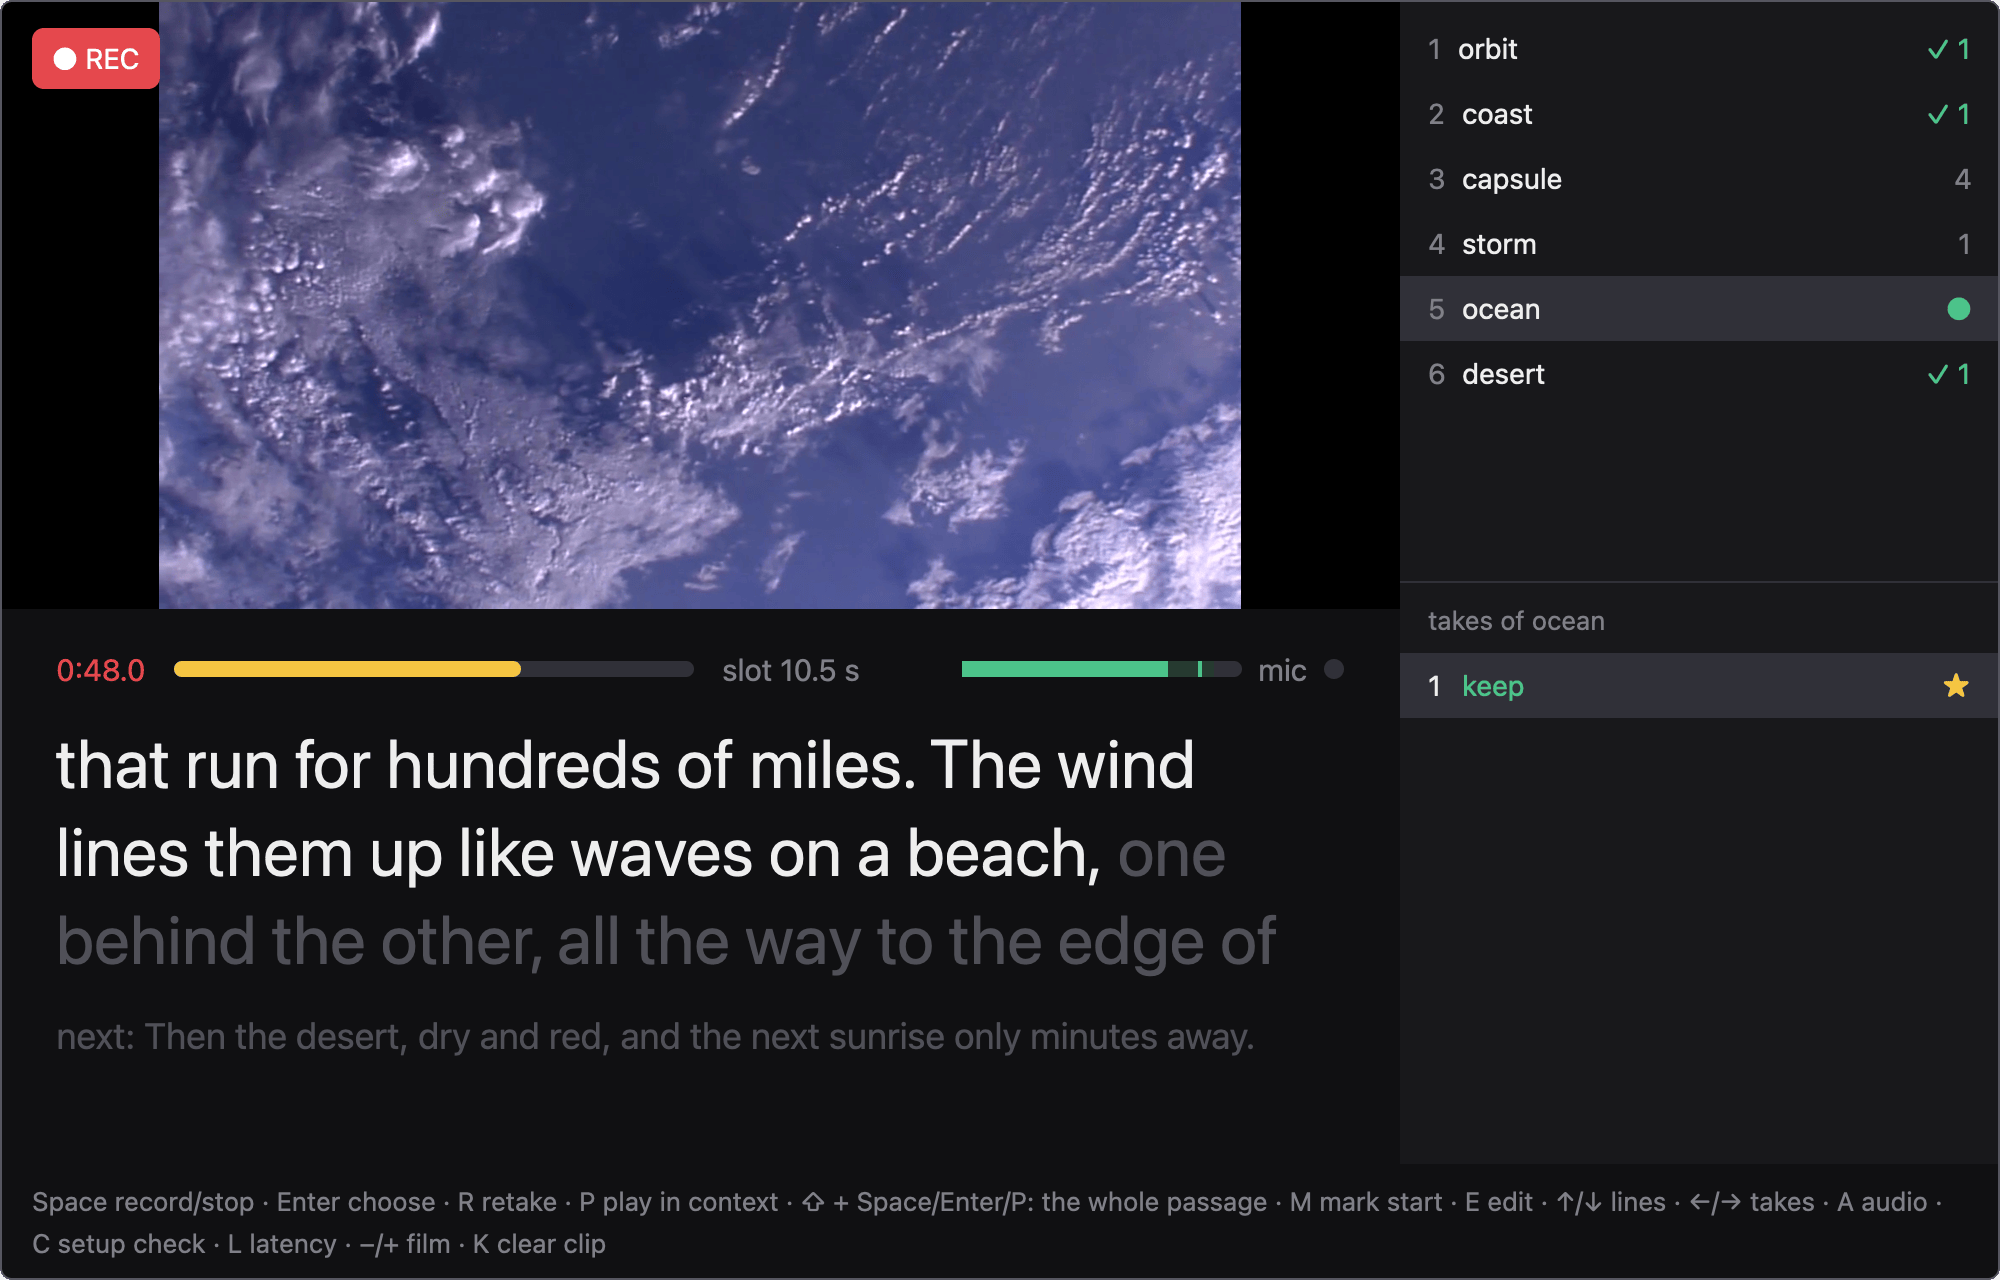 REC
1 orbit ✓ 1
2 coast ✓ 1
3 capsule 4
4 storm 1
5 ocean
6 desert ✓ 1
takes of ocean
1 keep ★
0:48.0 slot 10.5 s mic
that run for hundreds of miles. The wind
lines them up like waves on a beach, one
behind the other, all the way to the edge of
next: Then the desert, dry and red, and the next sunrise only minutes away.
Space record/stop · Enter choose · R retake · P play in context · ⇧ + Space/Enter/P: the whole passage · M mark start · E edit · ↑/↓ lines · ←/→ takes · A audio ·
C setup check · L latency · −/+ film · K clear clip